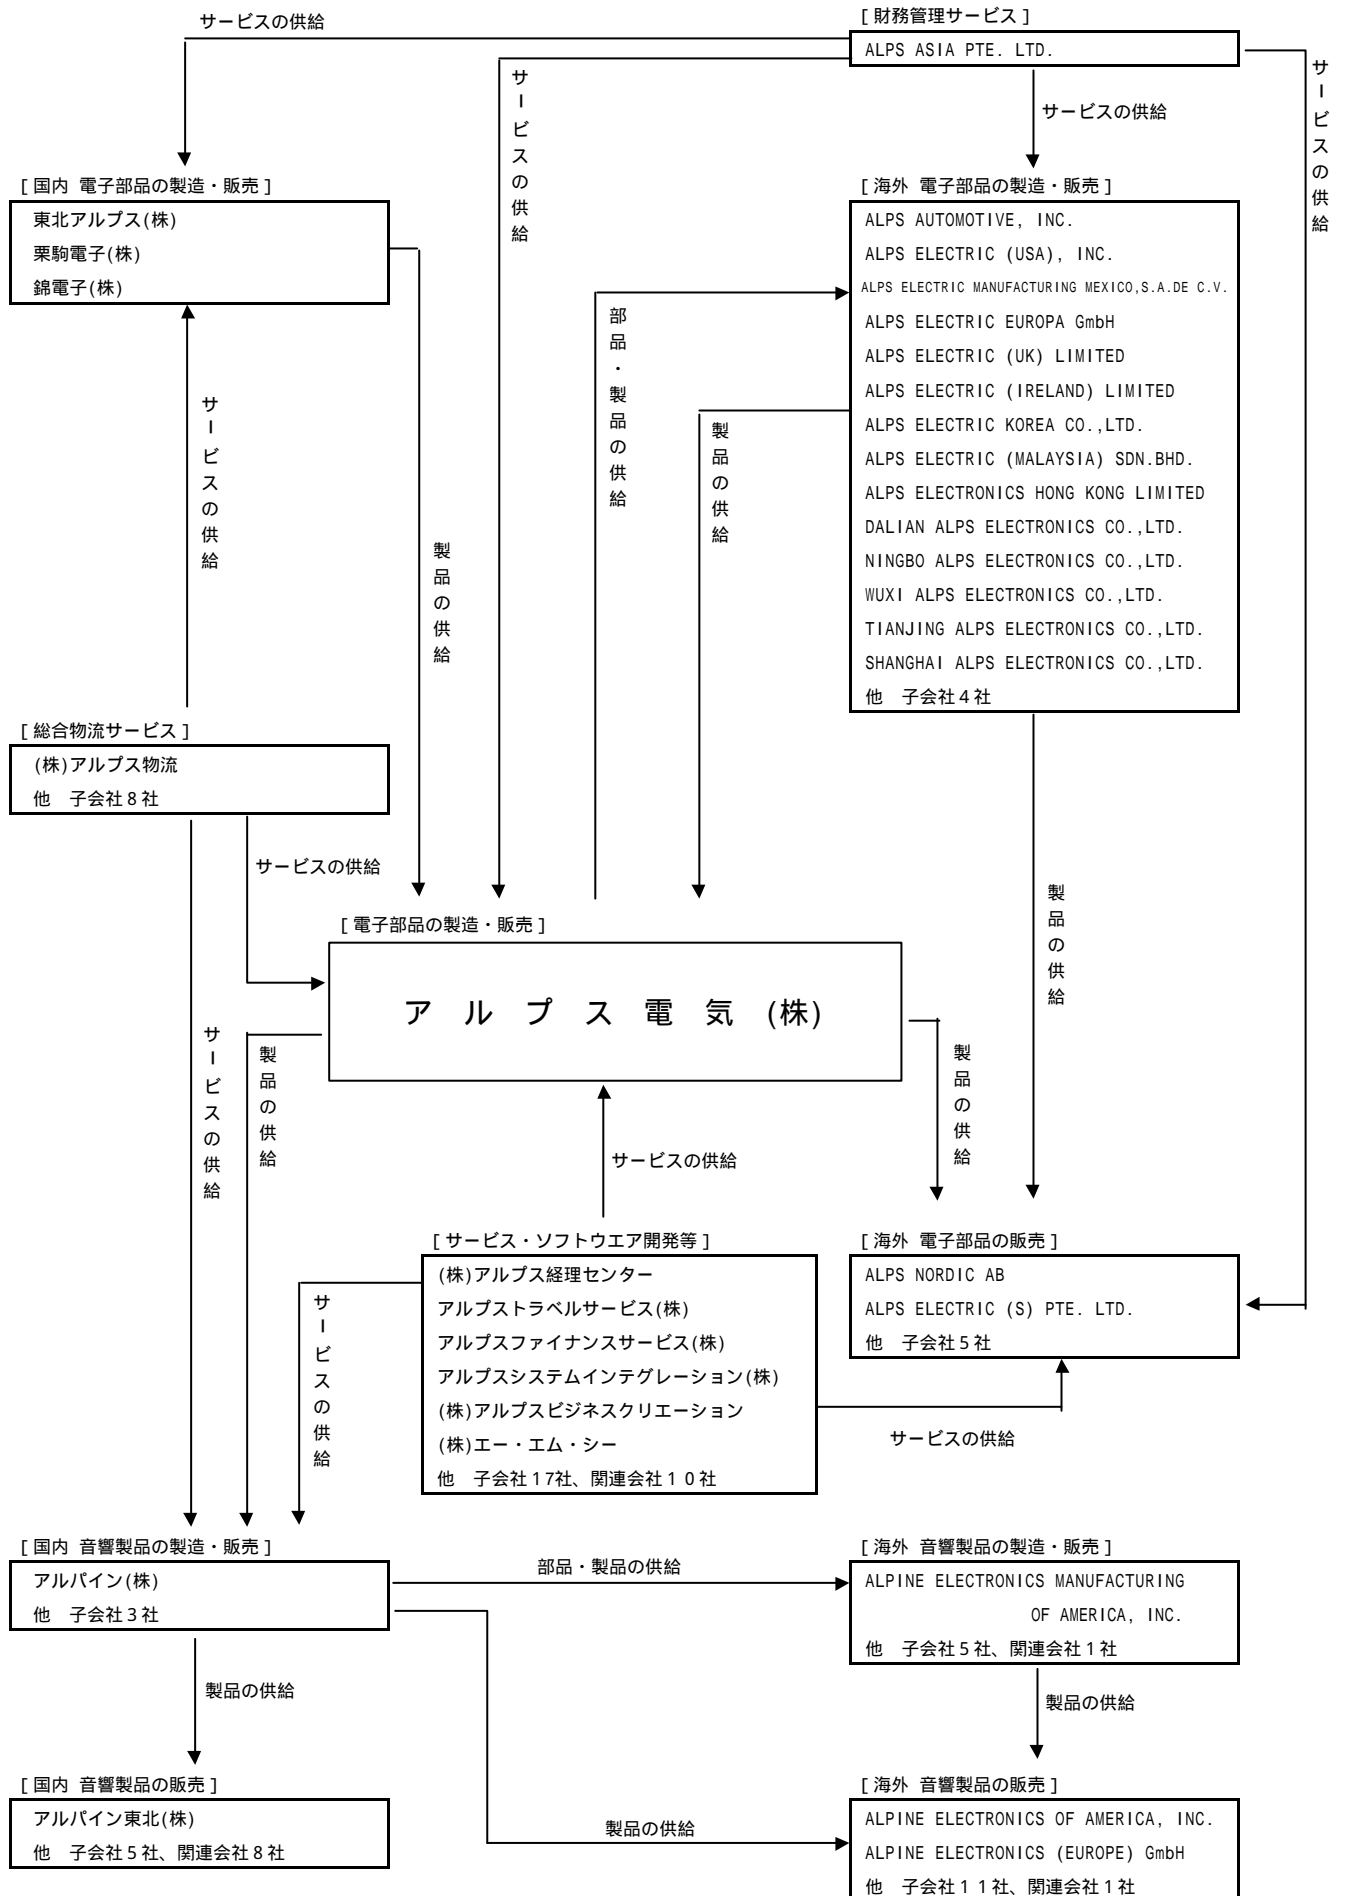 サービスの供給
[ 財務管理サービス ]
ALPS ASIA PTE. LTD.
サービスの供給
サービスの供給
サービスの供給
[ 国内 電子部品の製造・販売 ]
東北アルプス(株)
栗駒電子(株)
錦電子(株)
[ 海外 電子部品の製造・販売 ]
ALPS AUTOMOTIVE, INC.
ALPS ELECTRIC (USA), INC.
ALPS ELECTRIC MANUFACTURING MEXICO,S.A.DE C.V.
ALPS ELECTRIC EUROPA GmbH
ALPS ELECTRIC (UK) LIMITED
ALPS ELECTRIC (IRELAND) LIMITED
ALPS ELECTRIC KOREA CO.,LTD.
ALPS ELECTRIC (MALAYSIA) SDN.BHD.
ALPS ELECTRONICS HONG KONG LIMITED
DALIAN ALPS ELECTRONICS CO.,LTD.
NINGBO ALPS ELECTRONICS CO.,LTD.
WUXI ALPS ELECTRONICS CO.,LTD.
TIANJING ALPS ELECTRONICS CO.,LTD.
SHANGHAI ALPS ELECTRONICS CO.,LTD.
他 子会社4社
サービスの供給
製品の供給
部品・製品の供給
製品の供給
[ 総合物流サービス ]
(株)アルプス物流
他 子会社8社
サービスの供給
製品の供給
[ 電子部品の製造・販売 ]
アルプス電気(株)
サービスの供給
製品の供給
製品の供給
サービスの供給
[ サービス・ソフトウエア開発等 ]
(株)アルプス経理センター
アルプストラベルサービス(株)
アルプスファイナンスサービス(株)
アルプスシステムインテグレーション(株)
(株)アルプスビジネスクリエーション
(株)エー・エム・シー
他 子会社17社、関連会社10社
サービスの供給
[ 海外 電子部品の販売 ]
ALPS NORDIC AB
ALPS ELECTRIC (S) PTE. LTD.
他 子会社5社
サービスの供給
[ 国内 音響製品の製造・販売 ]
アルパイン(株)
他 子会社3社
部品・製品の供給
[ 海外 音響製品の製造・販売 ]
ALPINE ELECTRONICS MANUFACTURING
OF AMERICA, INC.
他 子会社5社、関連会社1社
製品の供給
製品の供給
[ 国内 音響製品の販売 ]
アルパイン東北(株)
他 子会社5社、関連会社8社
製品の供給
[ 海外 音響製品の販売 ]
ALPINE ELECTRONICS OF AMERICA, INC.
ALPINE ELECTRONICS (EUROPE) GmbH
他 子会社11社、関連会社1社